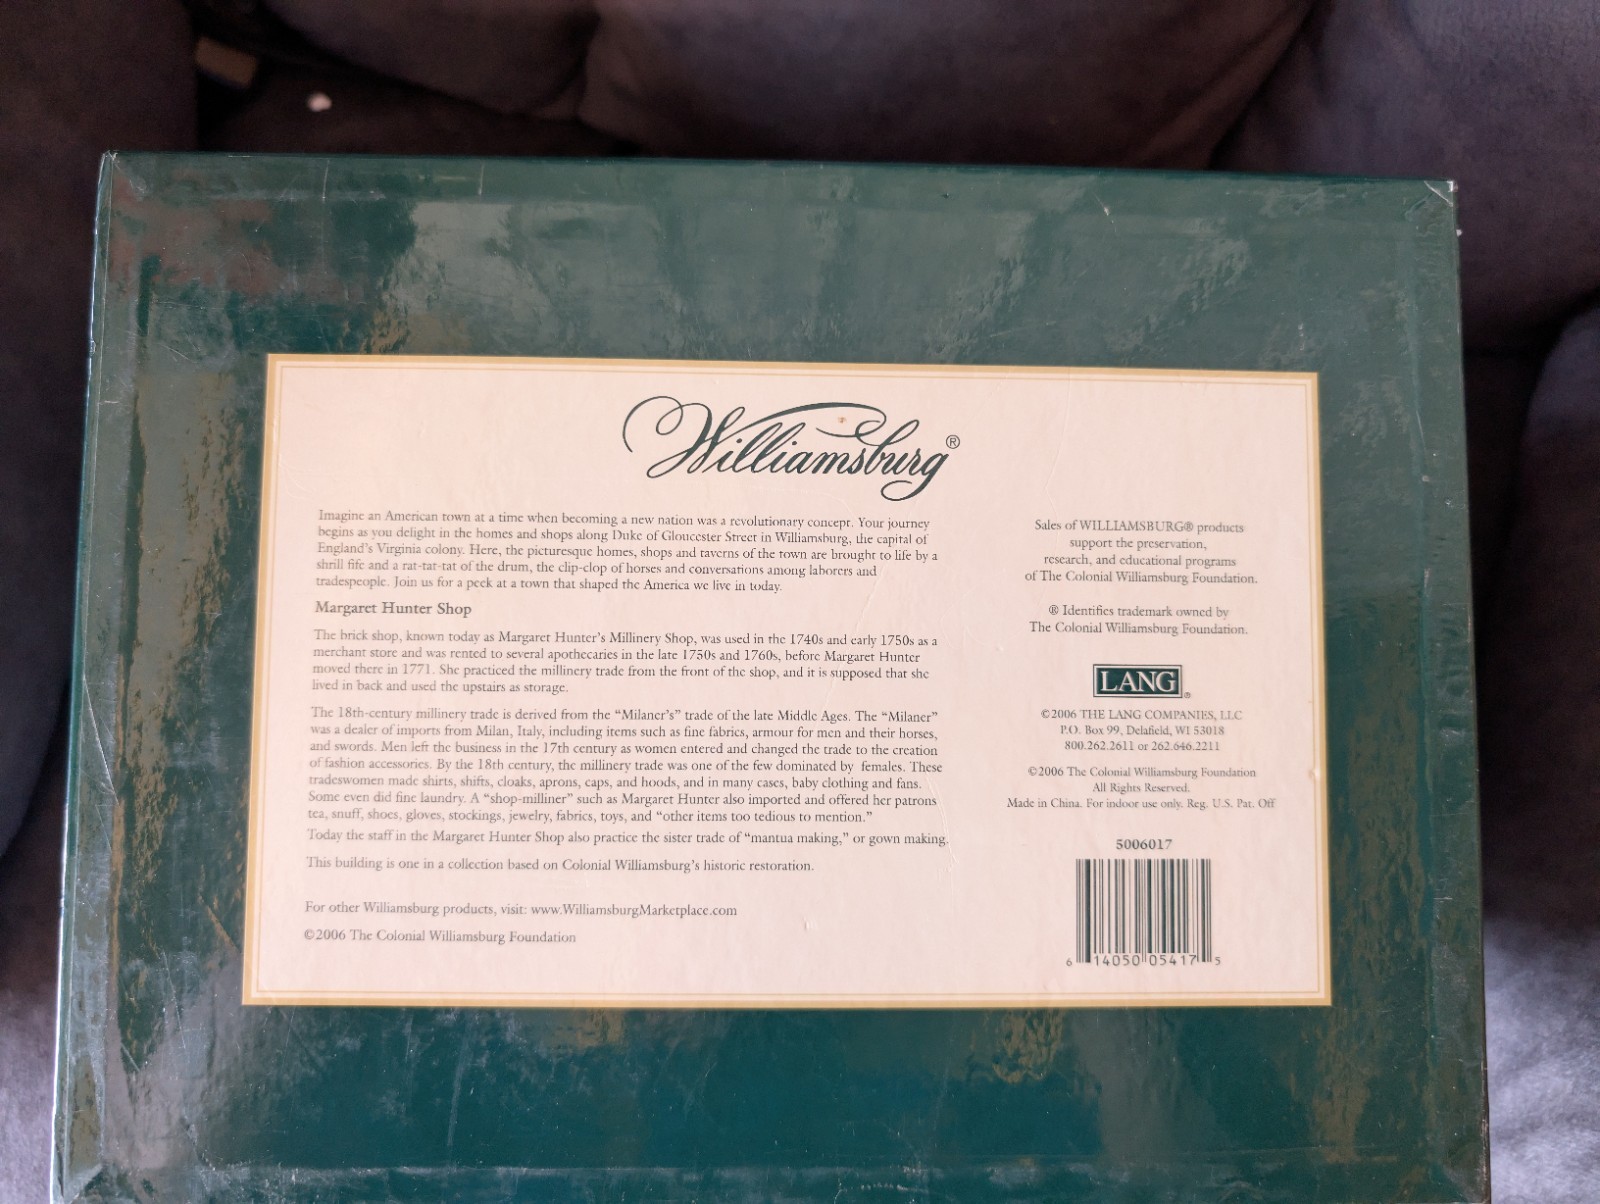 Williamsburg®
Imagine an American town at a time when becoming a new nation was a revolutionary concept. Your journey
begins as you delight in the homes and shops along Duke of Gloucester Street in Williamsburg, the capital of
England's Virginia colony. Here, the picturesque homes, shops and taverns of the town are brought to life by a
shrill fife and a rat-tat-tat of the drum, the clip-clop of horses and conversations among laborers and
tradespeople. Join us for a peek at a town that shaped the America we live in today.
Margaret Hunter Shop
The brick shop, known today as Margaret Hunter's Millinery Shop, was used in the 1740s and early 1750s as a
merchant store and was rented to several apothecaries in the late 1750s and 1760s, before Margaret Hunter
moved there in 1771. She practiced the millinery trade from the front of the shop, and it is supposed that she
lived in back and used the upstairs as storage.
The 18th-century millinery trade is derived from the “Milaner's” trade of the late Middle Ages. The “Milaner”
was a dealer of imports from Milan, Italy, including items such as fine fabrics, armour for men and their horses,
and swords. Men left the business in the 17th century as women entered and changed the trade to the creation
of fashion accessories. By the 18th century, the millinery trade was one of the few dominated by females. These
tradeswomen made shirts, shifts, cloaks, aprons, caps, and hoods, and in many cases, baby clothing and fans.
Some even did fine laundry. A “shop-milliner” such as Margaret Hunter also imported and offered her patrons
tea, snuff, shoes, gloves, stockings, jewelry, fabrics, toys, and “other items too tedious to mention.”
Today the staff in the Margaret Hunter Shop also practice the sister trade of “mantua making,” or gown making.
This building is one in a collection based on Colonial Williamsburg's historic restoration.
For other Williamsburg products, visit: www.WilliamsburgMarketplace.com
©2006 The Colonial Williamsburg Foundation
Sales of WILLIAMSBURG® products
support the preservation,
research, and educational programs
of The Colonial Williamsburg Foundation.
® Identifies trademark owned by
The Colonial Williamsburg Foundation.
LANG®
©2006 THE LANG COMPANIES, LLC
P.O. Box 99, Delafield, WI 53018
800.262.2611 or 262.646.2211
©2006 The Colonial Williamsburg Foundation
All Rights Reserved.
Made in China. For indoor use only. Reg. U.S. Pat. Off
5006017
6 14050 05417 5